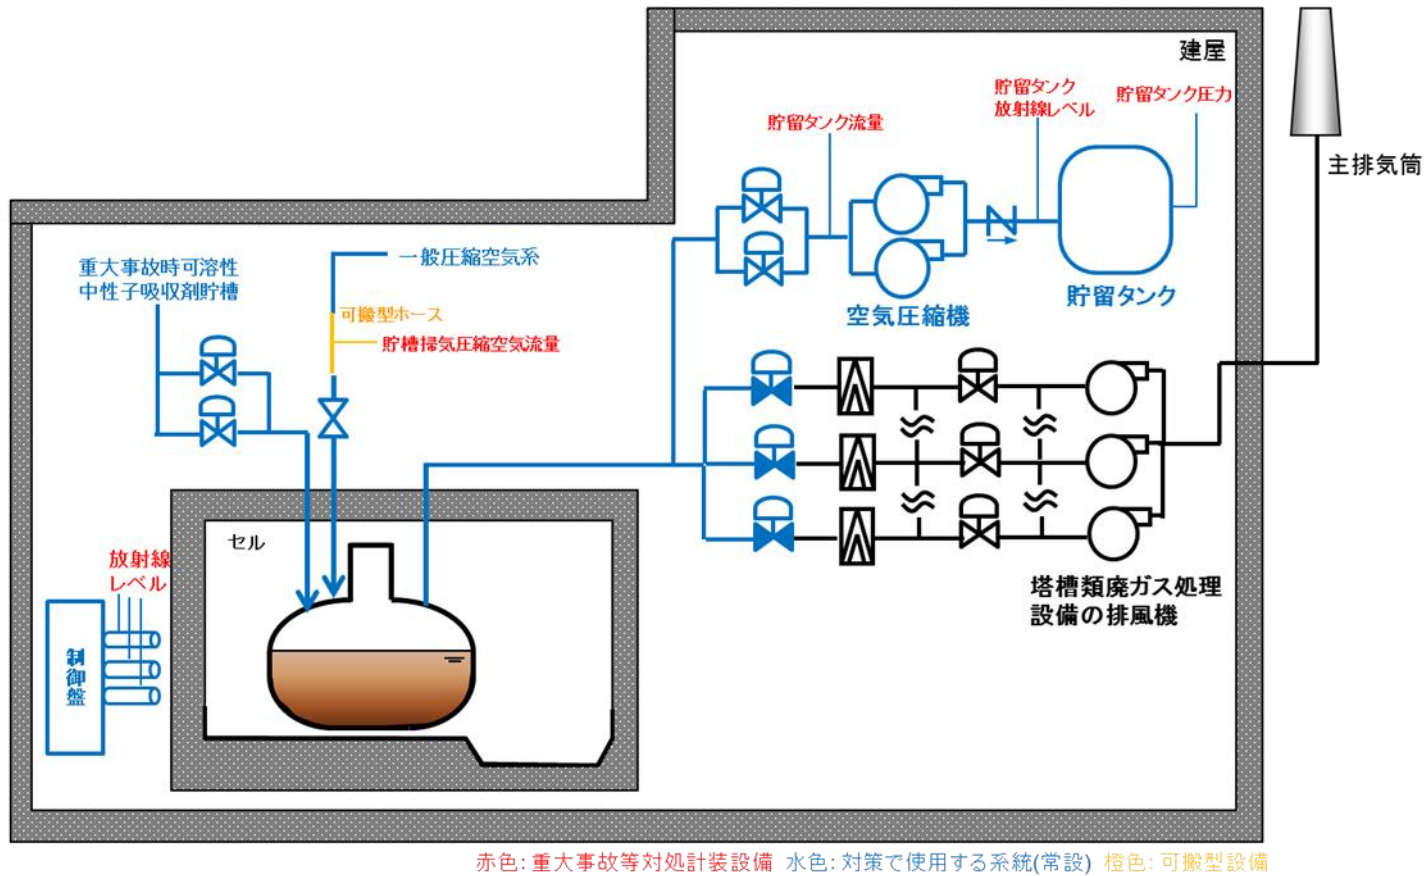 建屋
貯留タンク
放射線レベル
貯留タンク圧力
貯留タンク流量
主排気筒
重大事故時可溶性
中性子吸収剤貯槽
一般圧縮空気系
可搬型ホース
貯槽掃気圧縮空気流量
空気圧縮機
貯留タンク
セル
放射線
レベル
制御盤
塔槽類廃ガス処理
設備の排風機
赤色:重大事故等対処計装設備 水色:対策で使用する系統(常設) 橙色:可搬型設備